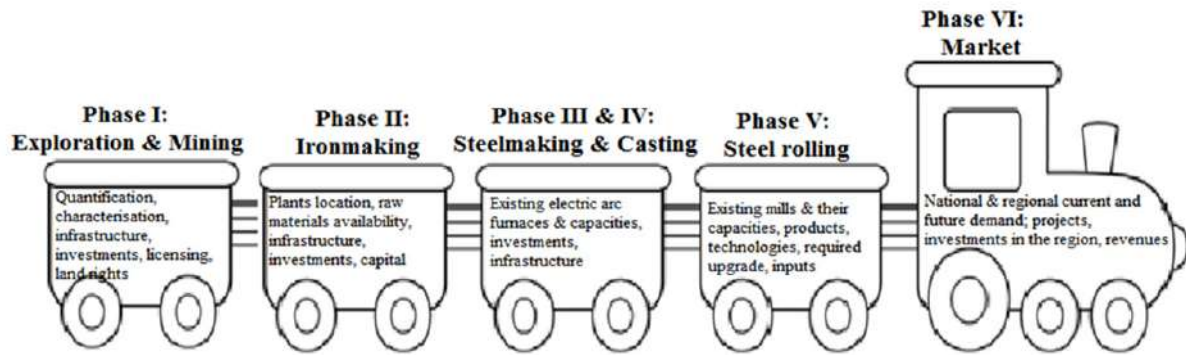 Phase I:
Exploration & Mining
Quantification,
characterisation,
infrastructure,
investments, licensing,
land rights
Phase II:
Ironmaking
Plants location, raw
materials availability,
infrastructure,
investments, capital
Phase III & IV:
Steelmaking & Casting
Existing electric arc
furnaces & capacities,
investments,
infrastructure
Phase V:
Steel rolling
Existing mills & their
capacities, products,
technologies, required
upgrade, inputs
Phase VI:
Market
National & regional current and
future demand; projects,
investments in the region, revenues